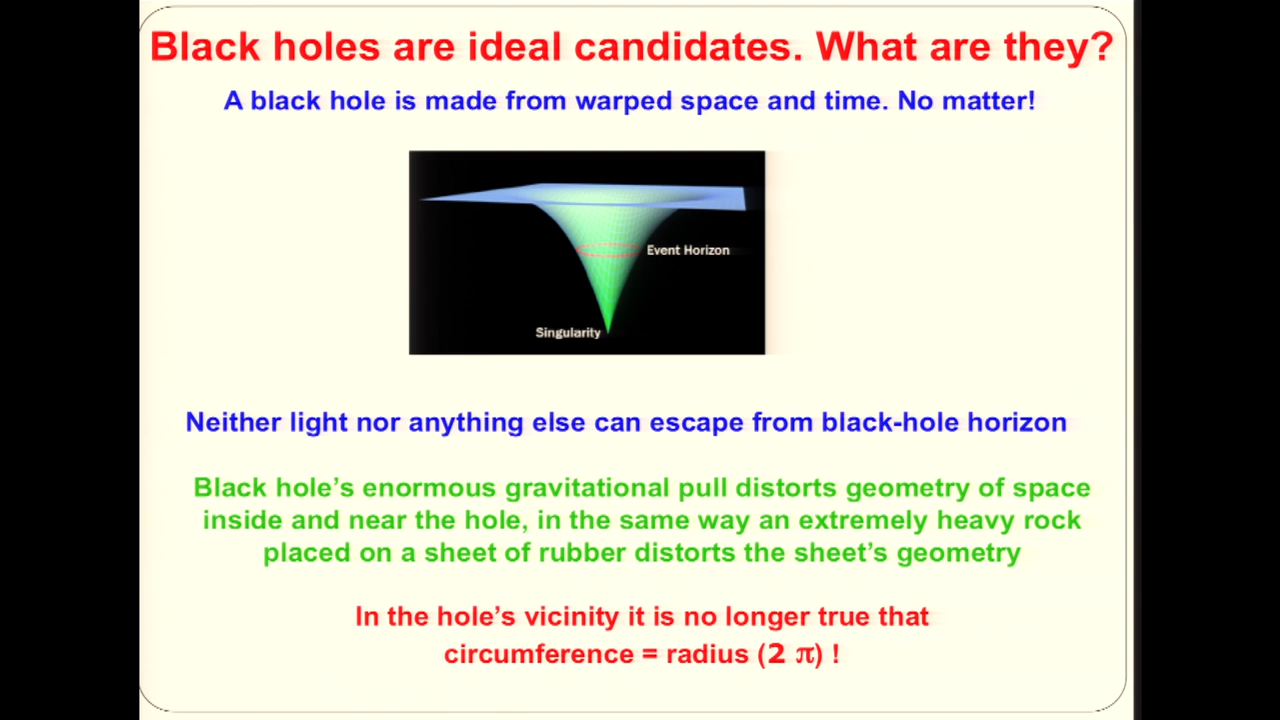 Black holes are ideal candidates. What are they?
A black hole is made from warped space and time. No matter!
Event Horizon
Singularity
Neither light nor anything else can escape from black-hole horizon
Black hole’s enormous gravitational pull distorts geometry of space
inside and near the hole, in the same way an extremely heavy rock
placed on a sheet of rubber distorts the sheet’s geometry
In the hole’s vicinity it is no longer true that
circumference = radius (2 π) !